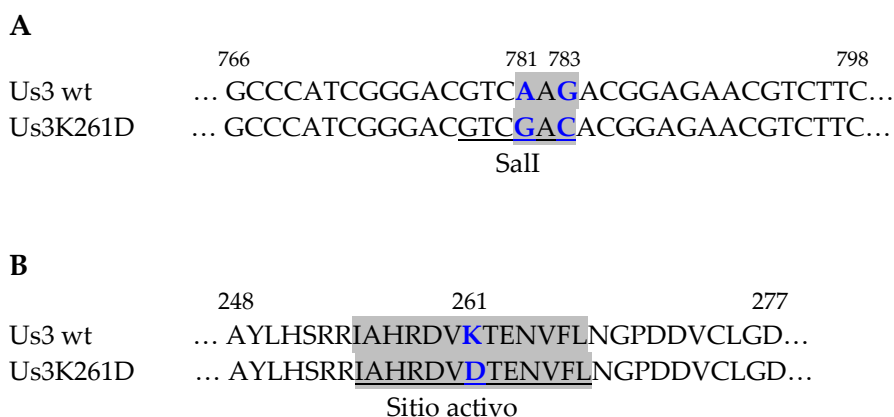 A
766 781 783 798
Us3 wt … GCCCATCGGGACGTCAAGACGGAGAACGTCTTC…
Us3K261D … GCCCATCGGGACGTCGACACGGAGAACGTCTTC…
SalI
B
248 261 277
Us3 wt … AYLHSRRIAHRDVKTENVFLNGPDDVCLGD…
Us3K261D … AYLHSRRIAHRDVDTENVFLNGPDDVCLGD…
Sitio activo